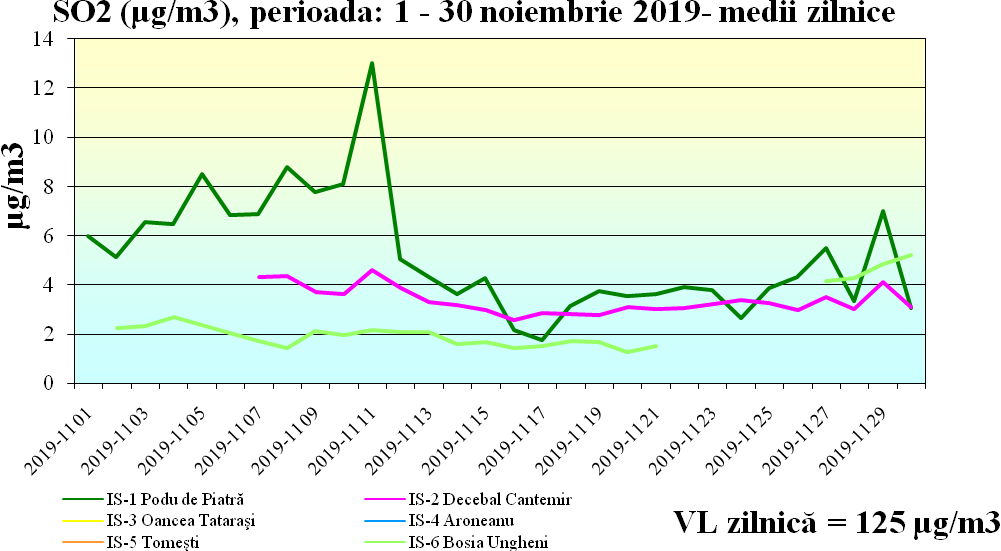 SO2 (µg/m3), perioada: 1 - 30 noiembrie 2019- medii zilnice
µg/m3
14
12
10
8
6
4
2
0
2019-11 01
2019-11 03
2019-11 05
2019-11 07
2019-11 09
2019-11 11
2019-11 13
2019-11 15
2019-11 17
2019-11 19
2019-11 21
2019-11 23
2019-11 25
2019-11 27
2019-11 29
IS-1 Podu de Piatră
IS-2 Decebal Cantemir
IS-3 Oancea Tatarași
IS-4 Aroneanu
IS-5 Tomești
IS-6 Bosia Ungheni
VL zilnică = 125 µg/m3